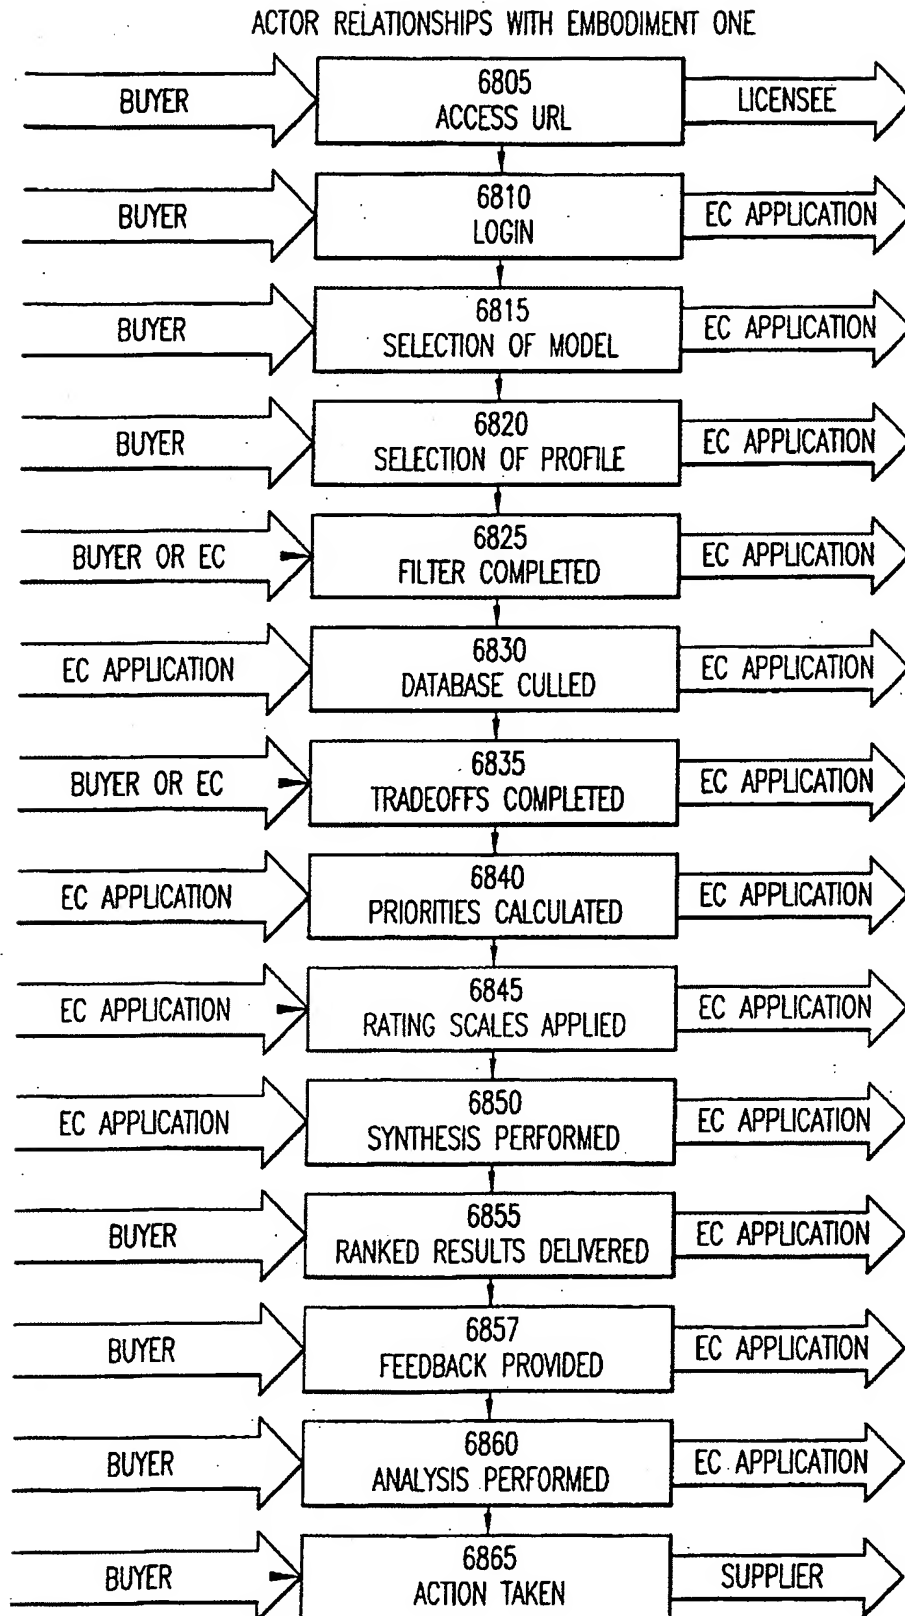 ACTOR RELATIONSHIPS WITH EMBODIMENT ONE
BUYER
6805
ACCESS URL
LICENSEE
BUYER
6810
LOGIN
EC APPLICATION
BUYER
6815
SELECTION OF MODEL
EC APPLICATION
BUYER
6820
SELECTION OF PROFILE
EC APPLICATION
BUYER OR EC
6825
FILTER COMPLETED
EC APPLICATION
EC APPLICATION
6830
DATABASE CULLED
EC APPLICATION
BUYER OR EC
6835
TRADEOFFS COMPLETED
EC APPLICATION
EC APPLICATION
6840
PRIORITIES CALCULATED
EC APPLICATION
EC APPLICATION
6845
RATING SCALES APPLIED
EC APPLICATION
EC APPLICATION
6850
SYNTHESIS PERFORMED
EC APPLICATION
BUYER
6855
RANKED RESULTS DELIVERED
EC APPLICATION
BUYER
6857
FEEDBACK PROVIDED
EC APPLICATION
BUYER
6860
ANALYSIS PERFORMED
EC APPLICATION
BUYER
6865
ACTION TAKEN
SUPPLIER